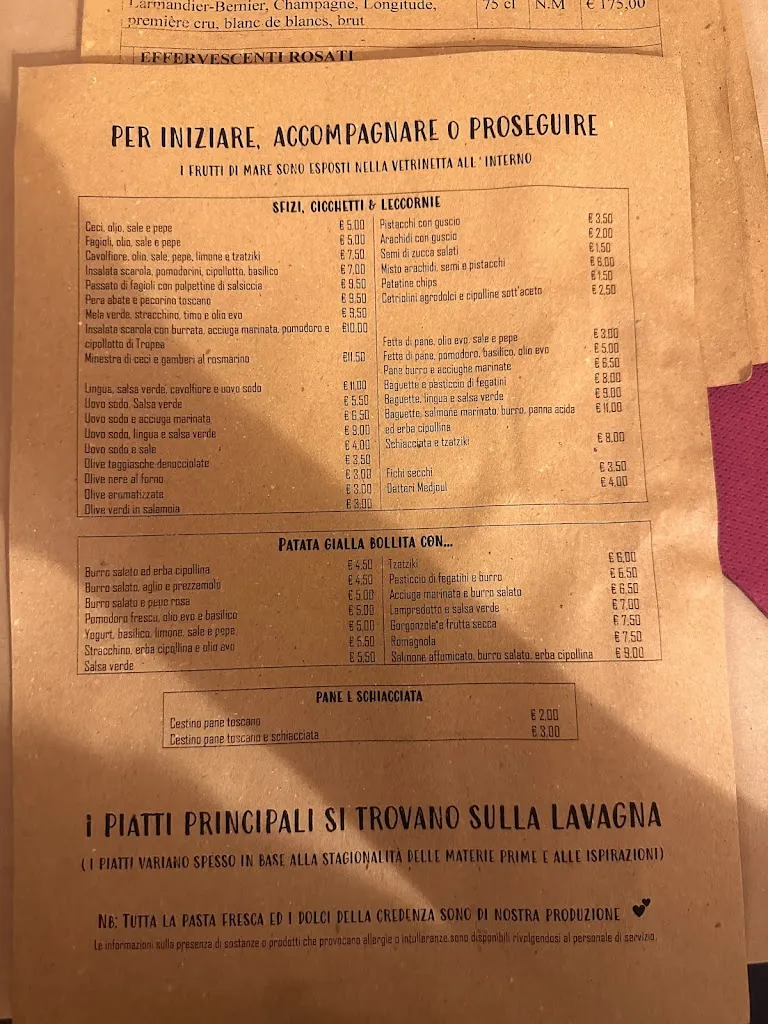 Larmandier-Bernier, Champagne, Longitude, 75 cl N.M € 175,00
première cru, blanc de blancs, brut
EFFERVESCENTI ROSATI
PER INIZIARE, ACCOMPAGNARE O PROSEGUIRE
I FRUTTI DI MARE SONO ESPOSTI NELLA VETRINETTA ALL'INTERNO
SFIZI, CICCHETTI & LECCORNIE
Ceci, olio, sale e pepe € 5,00
Fagioli, olio, sale e pepe € 5,00
Cavolfiore, olio, sale, pepe, limone e tzatziki € 7,50
Insalata scarola, pomodorini, cipollotto, basilico € 7,00
Passato di fagioli con polpettine di salsiccia € 9,50
Pera abate e pecorino toscano € 9,50
Mela verde, stracchino, timo e olio evo € 9,50
Insalata scarola con burrata, acciuga marinata, pomodoro e €10,00
cipollotto di Tropea
Minestra di ceci e gamberi al rosmarino €11,50
Lingua, salsa verde, cavolfiore e uovo sodo € 11,00
Uovo sodo, Salsa verde € 5,50
Uovo sodo e acciuga marinata € 6,50
Uovo sodo, lingua e salsa verde € 9,00
Uovo sodo e sale € 4,00
Olive taggiasche denocciolate € 3,50
Olive nere al forno € 3,00
Olive aromatizzate € 3,00
Olive verdi in salamoia € 3,00
Pistacchi con guscio € 3,50
Arachidi con guscio € 2,00
Semi di zucca salati € 1,50
Misto arachidi, semi e pistacchi € 6,00
Patatine chips € 1,50
Cetriolini agrodolci e cipolline sott'aceto € 2,50
Fetta di pane, olio evo, sale e pepe € 3,00
Fette di pane, pomodoro, basilico, olio evo € 5,00
Pane burro e acciughe marinate € 6,50
Baguette e pasticcio di fegatini € 8,00
Baguette, lingua e salsa verde € 9,00
Baguette, salmone marinato, burro, panna acida € 11,00
ed erba cipollina
Schiacciata e tzatziki € 8,00
Fichi secchi € 3,50
Datteri Medjoul € 4,00
PATATA GIALLA BOLLITA CON...
Burro salato ed erba cipollina € 4,50
Burro salato, aglio e prezzemolo € 4,50
Burro salato e pepe rosa € 5,00
Pomodoro fresco, olio evo e basilico € 5,00
Yogurt, basilico, limone, sale e pepe € 5,00
Stracchino, erba cipollina e olio evo € 5,50
Salsa verde € 5,50
Tzatziki € 6,00
Pasticcio di fegatini e burro € 6,50
Acciuga marinata e burro salato € 6,50
Lampredotto e salsa verde € 7,00
Gorgonzola e frutta secca € 7,50
Romagnola € 7,50
Salmone affumicato, burro salato, erba cipollina € 9,00
PANE E SCHIACCIATA
Cestino pane toscano € 2,00
Cestino pane toscano e schiacciata € 3,00
I PIATTI PRINCIPALI SI TROVANO SULLA LAVAGNA
(I PIATTI VARIANO SPESSO IN BASE ALLA STAGIONALITÀ DELLE MATERIE PRIME E ALLE ISPIRAZIONI)
NB: TUTTA LA PASTA FRESCA ED I DOLCI DELLA CREDENZA SONO DI NOSTRA PRODUZIONE
Le informazioni sulla presenza di sostanze o prodotti che provocano allergie o intolleranze sono disponibili rivolgendosi al personale di servizio.